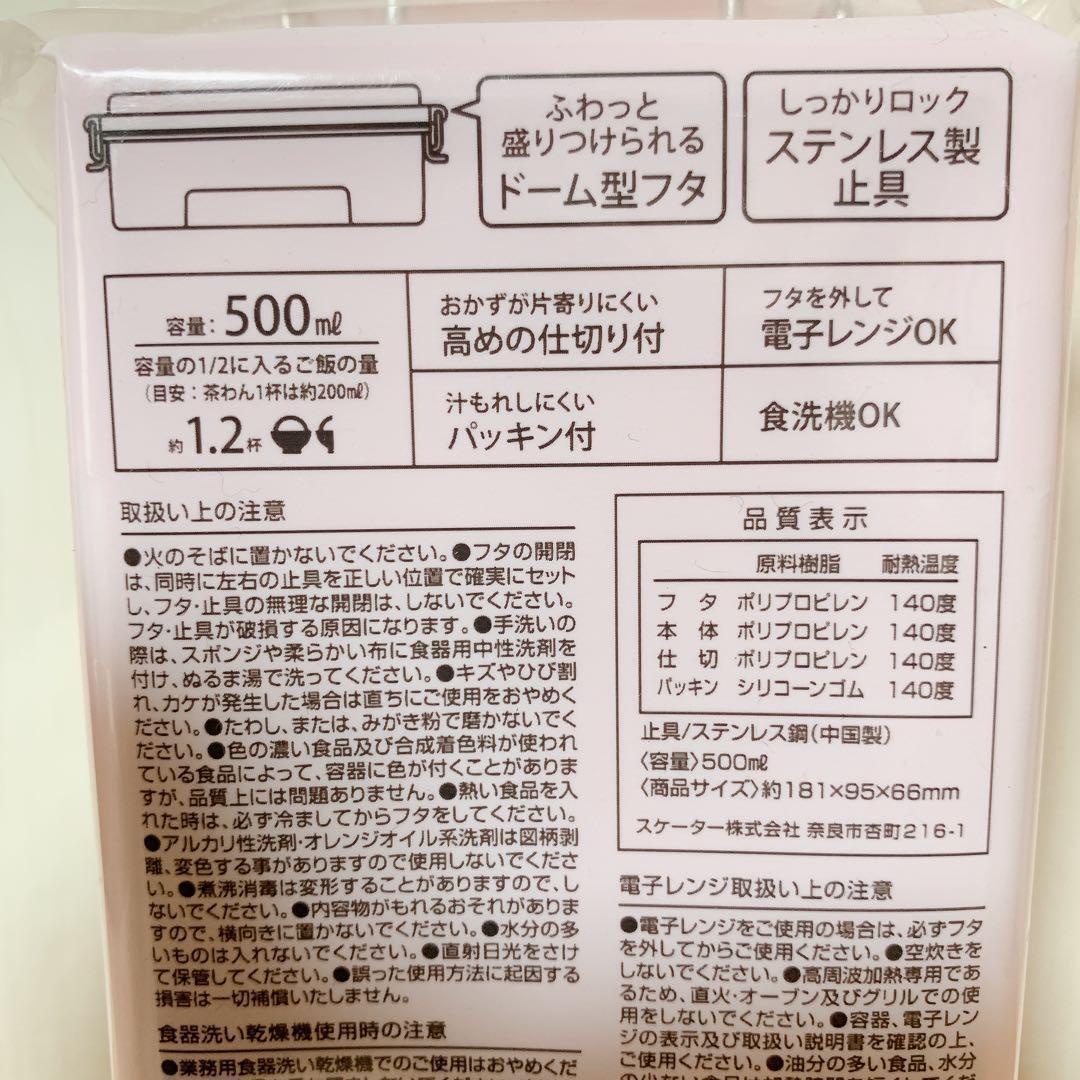 ふわっと
盛りつけられる
ドーム型フタ
しっかりロック
ステンレス製
止具
容量: 500㎖
容量の1/2に入るご飯の量
（目安：茶わん1杯は約200㎖）
約1.2杯
おかずが片寄りにくい
高めの仕切り付
フタを外して
電子レンジOK
汁もれしにくい
パッキン付
食洗機OK
取扱い上の注意
●火のそばに置かないでください。●フタの開閉
は、同時に左右の止具を正しい位置で確実にセット
し、フタ・止具の無理な開閉は、しないでください。
フタ・止具が破損する原因になります。●手洗いの
際は、スポンジや柔らかい布に食器用中性洗剤を
付け、ぬるま湯で洗ってください。●キズやひび割
れ、カケが発生した場合は直ちにご使用をおやめく
ださい。●たわし、または、みがき粉で磨かないでく
ださい。●色の濃い食品及び合成着色料が使われ
ている食品によって、容器に色が付くことがありま
すが、品質上には問題ありません。●熱い食品を入
れた時は、必ず冷ましてからフタをしてください。
●アルカリ性洗剤・オレンジオイル系洗剤は図柄剥
離、変色する事がありますので使用しないでくださ
い。●煮沸消毒は変形することがありますので、し
ないでください。●内容物がもれるおそれがありま
すので、横向きに置かないでください。●水分の多
いものは入れないでください。●直射日光をさけ
て保管してください。●誤った使用方法に起因する
損害は一切補償いたしません。
食器洗い乾燥機使用時の注意
●業務用食器洗い乾燥機でのご使用はおやめくだ
品質表示
原料樹脂 耐熱温度
フタ ポリプロピレン 140度
本体 ポリプロピレン 140度
仕切 ポリプロピレン 140度
パッキン シリコーンゴム 140度
止具/ステンレス鋼（中国製）
〈容量〉500㎖
〈商品サイズ〉約181×95×66mm
スケーター株式会社 奈良市杏町216-1
電子レンジ取扱い上の注意
●電子レンジをご使用の場合は、必ずフタ
を外してからご使用ください。●空炊きを
しないでください。●高周波加熱専用であ
るため、直火・オーブン及びグリルでの使
用をしないでください。●容器、電子レン
ジの表示及び取扱い説明書を確認の上、
ご使用ください。●油分の多い食品、水分